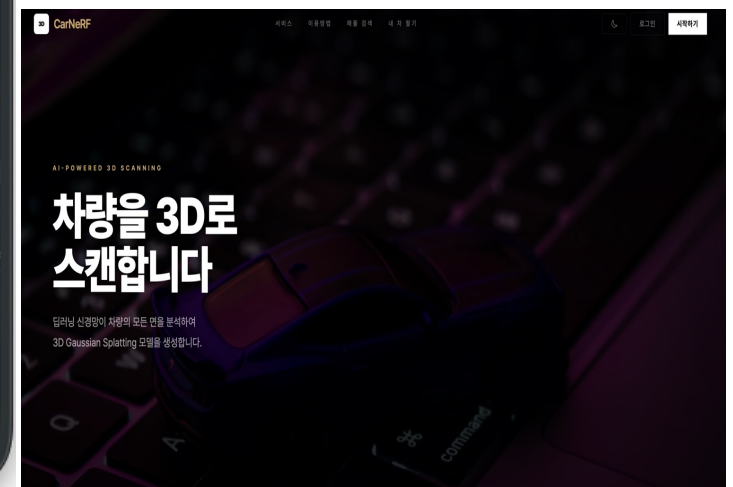 3D CarNeRF
서비스 이용방법 매물 검색 내 차 팔기
로그인 시작하기
AI-POWERED 3D SCANNING
차량을 3D로
스캔합니다
딥러닝 신경망이 차량의 모든 면을 분석하여
3D Gaussian Splatting 모델을 생성합니다.
Q
A
⌘
command